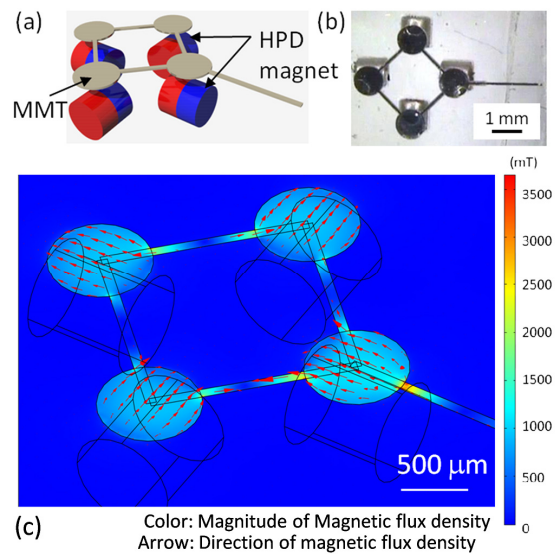 (a)
HPD
magnet
MMT
(b)
1 mm
(mT)
3500
3000
2500
2000
1500
1000
500
0
500 μm
(c)
Color: Magnitude of Magnetic flux density
Arrow: Direction of magnetic flux density